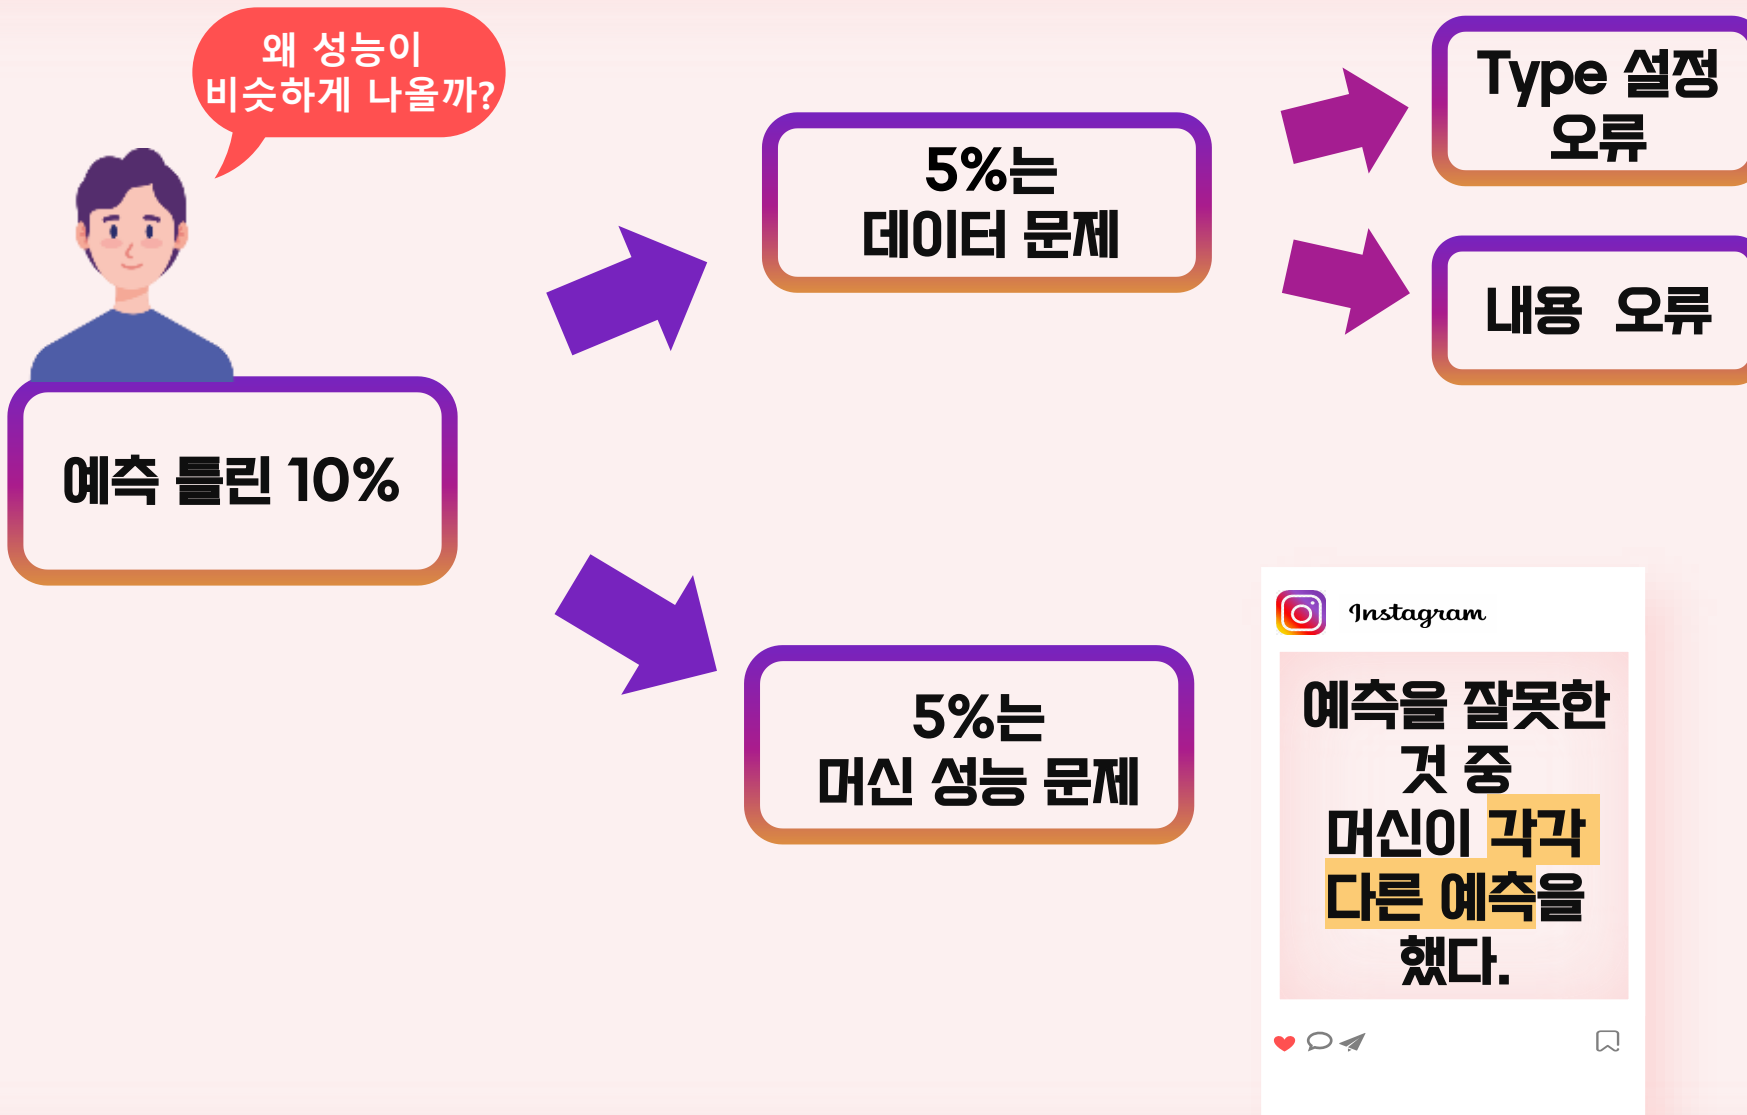 왜 성능이
비슷하게 나올까?
예측 틀린 10%
5%는
데이터 문제
Type 설정
오류
내용 오류
5%는
머신 성능 문제
Instagram
예측을 잘못한
것 중
머신이 각각
다른 예측을
했다.